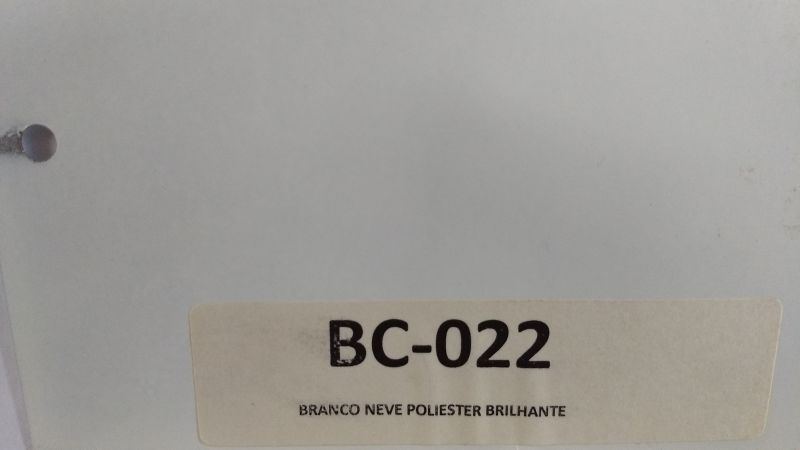 BC-022
BRANCO NEVE POLIESTER BRILHANTE